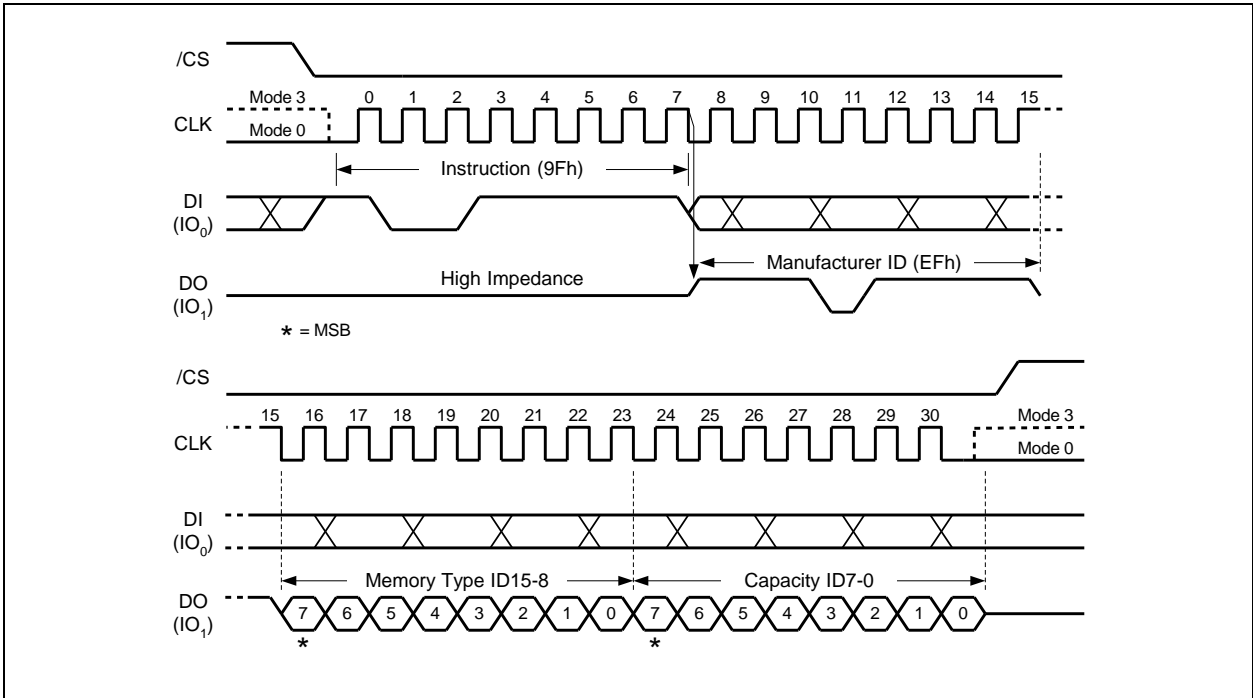 /CS
Mode 3 0 1 2 3 4 5 6 7 8 9 10 11 12 13 14 15
CLK
Mode 0
Instruction (9Fh)
DI
(IO0)
Manufacturer ID (EFh)
High Impedance
DO
(IO1)
* = MSB
/CS
15 16 17 18 19 20 21 22 23 24 25 26 27 28 29 30 Mode 3
CLK
Mode 0
DI
(IO0)
Memory Type ID15-8 Capacity ID7-0
DO
(IO1)
7 6 5 4 3 2 1 0 7 6 5 4 3 2 1 0
* *